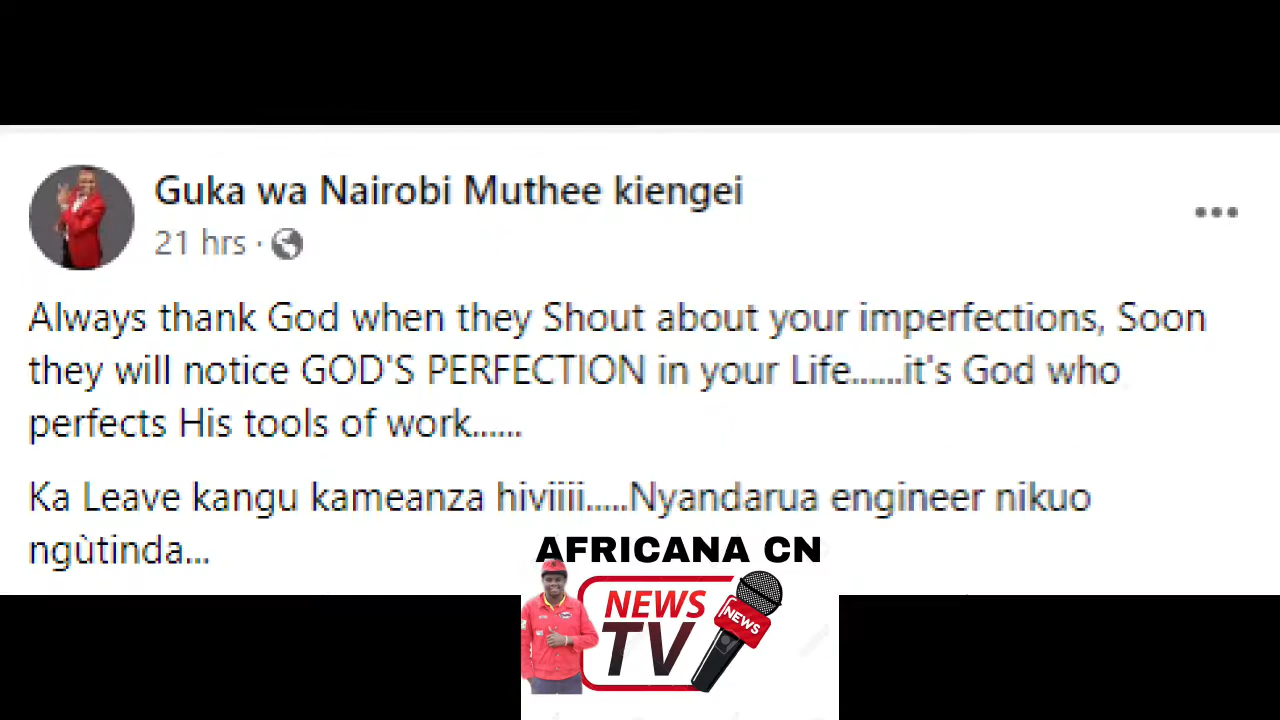 Guka wa Nairobi Muthee kiengei
21 hrs ·
Always thank God when they Shout about your imperfections, Soon
they will notice GOD'S PERFECTION in your Life......it's God who
perfects His tools of work......
Ka Leave kangu kameanza hiviiii.....Nyandarua engineer nikuo
ngùtinda...
AFRICANA CN
NEWS
TV
NEWS